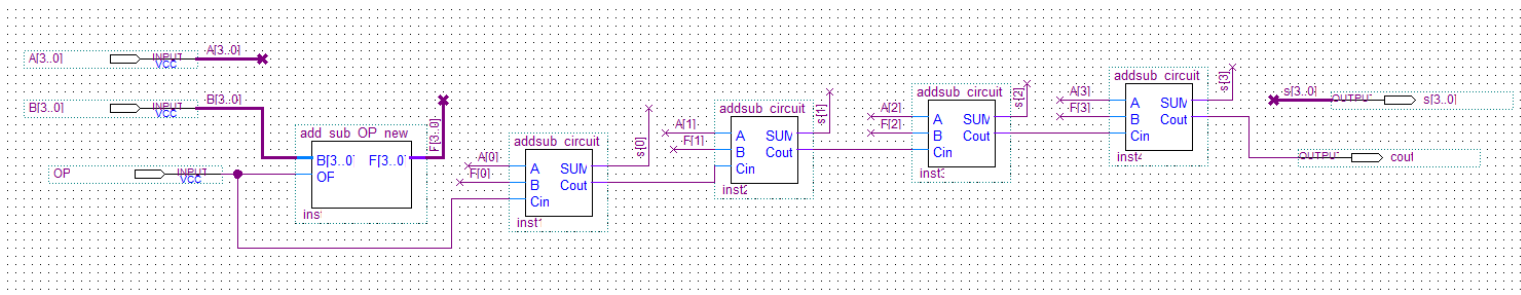 A[3..0]
INPUT
VCC
A[3..0]
B[3..0]
INPUT
VCC
B[3..0]
OP
INPUT
VCC
add_sub_OP_new
B[3..0]
F[3..0]
OF
ins
F[3..0]
addsub_circuit
A[0]
F[0]
A
B
Cin
SUM
Cout
inst
s[0]
addsub_circuit
A[1]
F[1]
A
B
Cin
SUM
Cout
inst2
s[1]
addsub_circuit
A[2]
F[2]
A
B
Cin
SUM
Cout
inst
s[2]
addsub_circuit
A[3]
F[3]
A
B
Cin
SUM
Cout
inst4
s[3]
s[3..0]
OUTPUT
s[3..0]
OUTPUT
cout